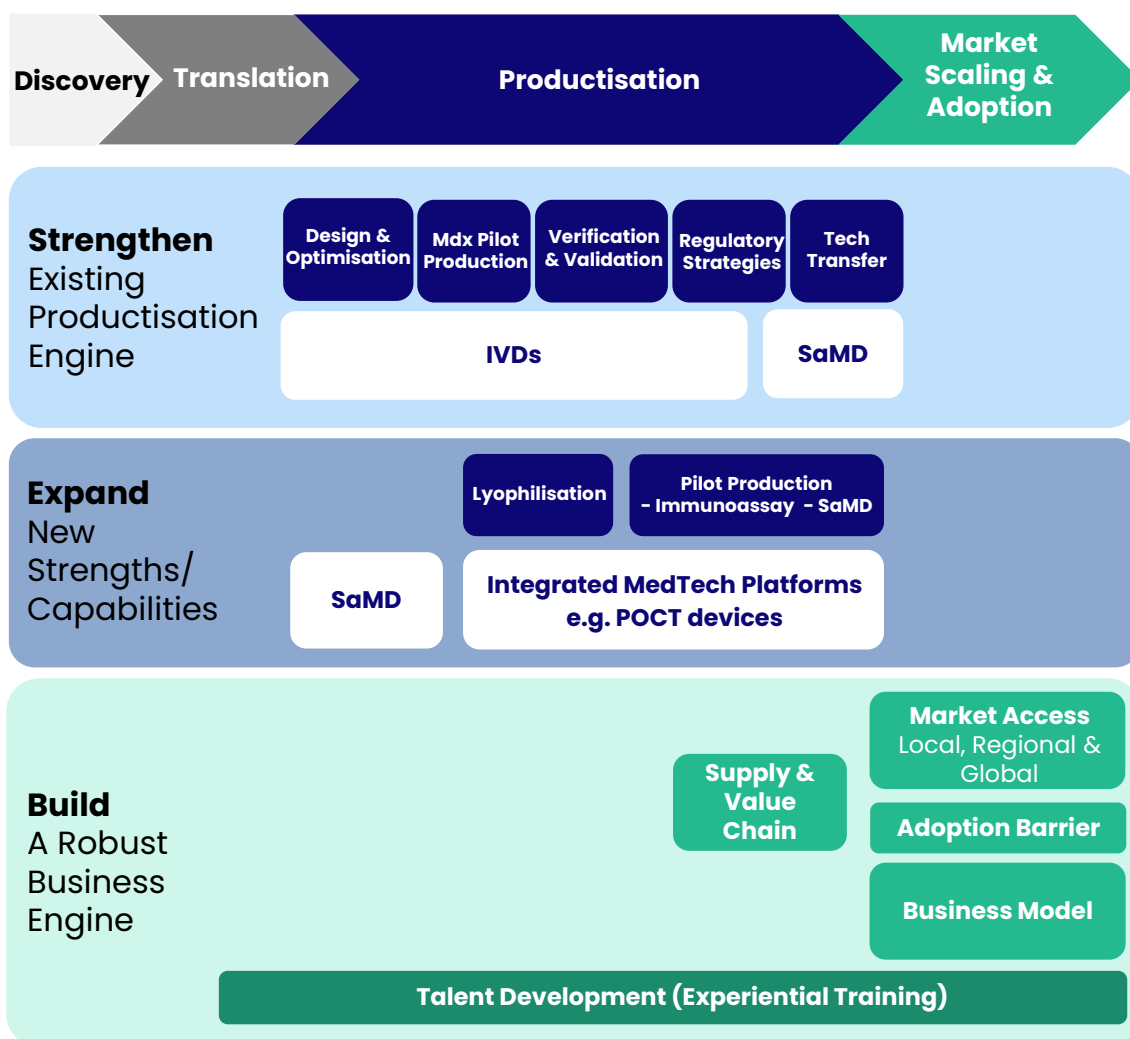 Discovery
Translation
Productisation
Market
Scaling &
Adoption
Strengthen
Existing
Productisation
Engine
Design &
Optimisation
Mdx Pilot
Production
Verification
& Validation
Regulatory
Strategies
Tech
Transfer
IVDs
SaMD
Expand
New
Strengths/
Capabilities
Lyophilisation
Pilot Production
- Immunoassay - SaMD
SaMD
Integrated MedTech Platforms
e.g. POCT devices
Build
A Robust
Business
Engine
Supply &
Value
Chain
Market Access
Local, Regional &
Global
Adoption Barrier
Business Model
Talent Development (Experiential Training)